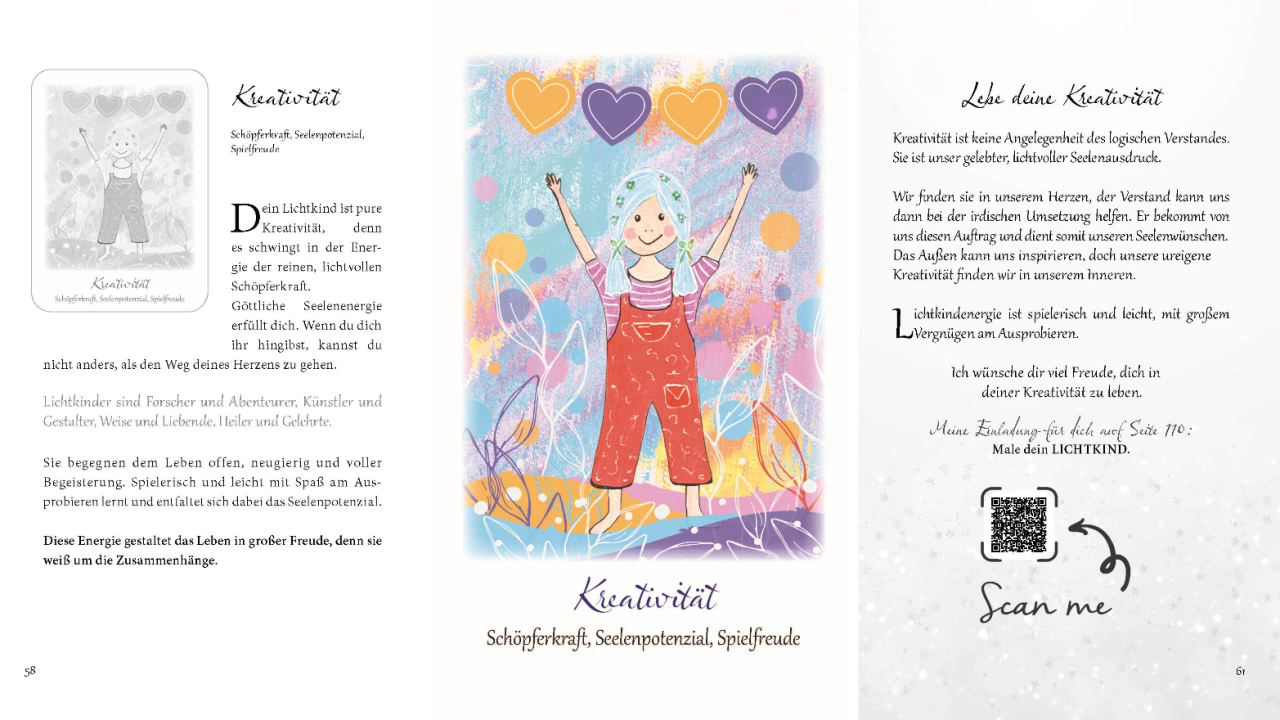 Kreativität
Schöpferkraft, Seelenpotenzial, Spielfreude
Kreativität
Schöpferkraft, Seelenpotenzial,
Spielfreude
Dein Lichtkind ist pure
Kreativität, denn
es schwingt in der Ener-
gie der reinen, lichtvollen
Schöpferkraft.
Göttliche Seelenenergie
erfüllt dich. Wenn du dich
ihr hingibst, kannst du
nicht anders, als den Weg deines Herzens zu gehen.
Lichtkinder sind Forscher und Abenteurer, Künstler und
Gestalter, Weise und Liebende, Heiler und Gelehrte.
Sie begegnen dem Leben offen, neugierig und voller
Begeisterung. Spielerisch und leicht mit Spaß am Aus-
probieren lernt und entfaltet sich dabei das Seelenpotenzial.
Diese Energie gestaltet das Leben in großer Freude, denn sie
weiß um die Zusammenhänge.
58
Kreativität
Schöpferkraft, Seelenpotenzial, Spielfreude
Lebe deine Kreativität
Kreativität ist keine Angelegenheit des logischen Verstandes.
Sie ist unser gelebter, lichtvoller Seelenausdruck.
Wir finden sie in unserem Herzen, der Verstand kann uns
dann bei der irdischen Umsetzung helfen. Er bekommt von
uns diesen Auftrag und dient somit unseren Seelenwünschen.
Das Außen kann uns inspirieren, doch unsere ureigene
Kreativität finden wir in unserem Inneren.
Lichtkindenergie ist spielerisch und leicht, mit großem
Vergnügen am Ausprobieren.
Ich wünsche dir viel Freude, dich in
deiner Kreativität zu leben.
Meine Einladung für dich auf Seite 110:
Male dein LICHTKIND.
Scan me
61